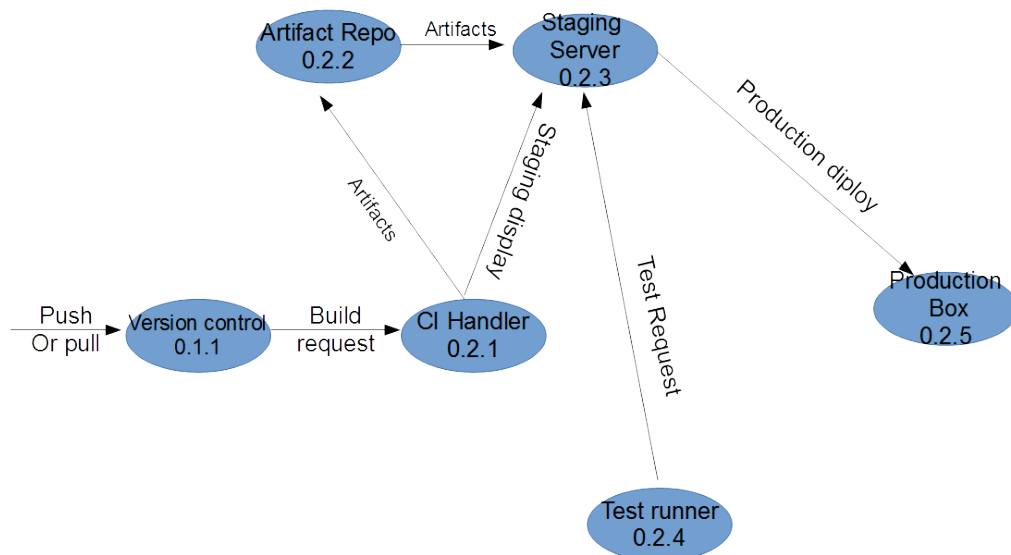 Artifact Repo
0.2.2
Artifacts
Staging
Server
0.2.3
Production diploy
Artifacts
Staging display
Test Request
Push
Or pull
Version control
0.1.1
Build
request
CI Handler
0.2.1
Production
Box
0.2.5
Test runner
0.2.4